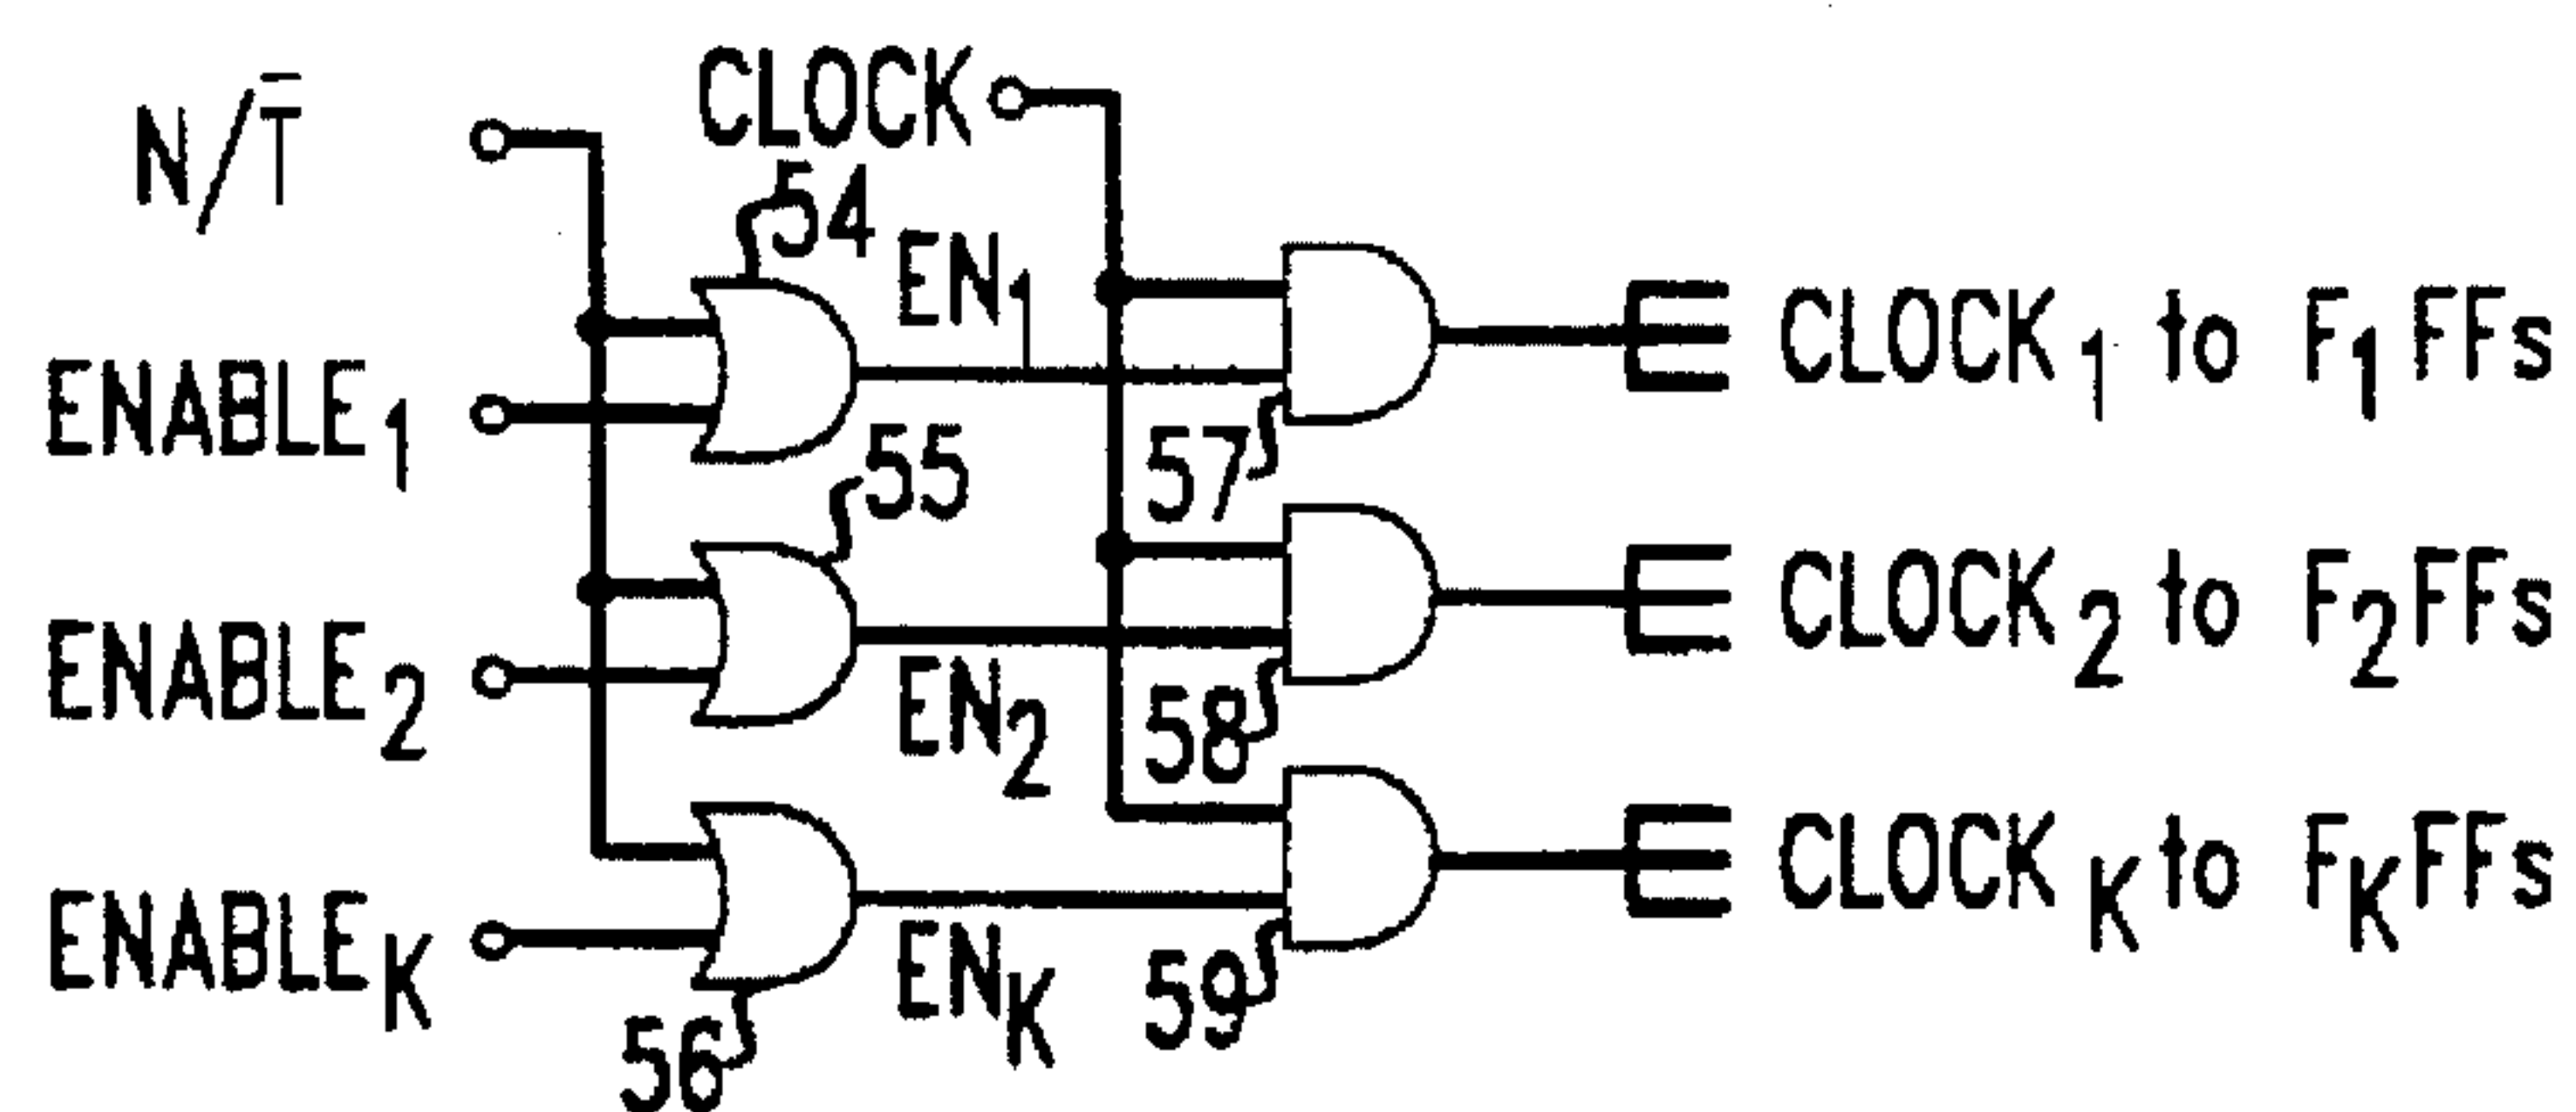 N/T̅
CLOCK
54
EN1
CLOCK1 to F1 FFs
ENABLE1
55
57
CLOCK2 to F2 FFs
ENABLE2
EN2
58
CLOCKK to FK FFs
ENABLEK
ENK
59
56